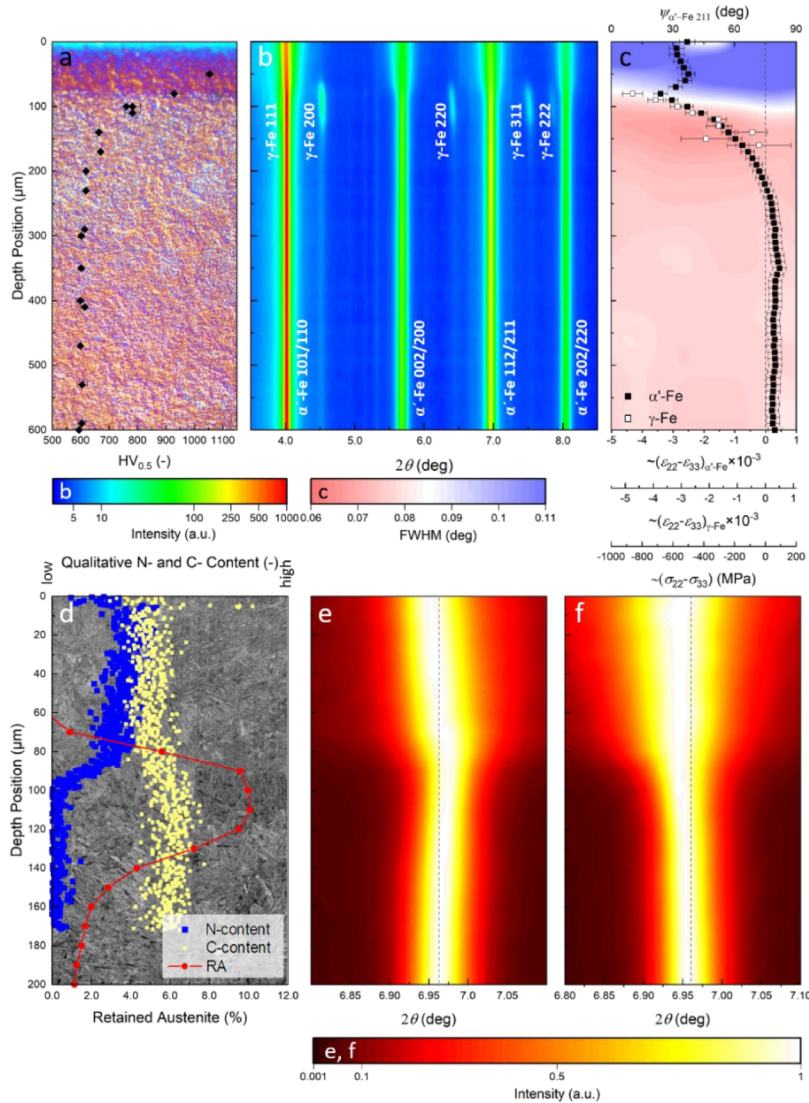 ψα'–Fe 211 (deg)
0 30 60 90
a
b
c
0
100
200
300
400
500
600
Depth Position (µm)
γ-Fe 111
γ-Fe 200
γ-Fe 220
γ-Fe 311
γ-Fe 222
α'-Fe 101/110
α'-Fe 002/200
α'-Fe 112/211
α'-Fe 202/220
α'-Fe
γ-Fe
500 600 700 800 900 1000 1100
HV0.5 (-)
4.0 5.0 6.0 7.0 8.0
2θ (deg)
-5 -4 -3 -2 -1 0 1
~(ε22-ε33)α'-Fe×10-3
b
5 10 50 100 250 500 1000
Intensity (a.u.)
c
0.06 0.07 0.08 0.09 0.10 0.11
FWHM (deg)
-5 -4 -3 -2 -1 0 1
~(ε22-ε33)γ-Fe×10-3
-1000 -800 -600 -400 -200 0 200
~(σ22-σ33) (MPa)
Qualitative N- and C- Content (-)
low
high
d
e
f
0
20
40
60
80
100
120
140
160
180
200
Depth Position (µm)
N-content
C-content
RA
0.0 2.0 4.0 6.0 8.0 10.0 12.0
Retained Austenite (%)
6.85 6.90 6.95 7.0 7.05
2θ (deg)
6.80 6.85 6.90 6.95 7.00 7.05 7.10
2θ (deg)
e, f
0.001 0.1 0.5 1
Intensity (a.u.)